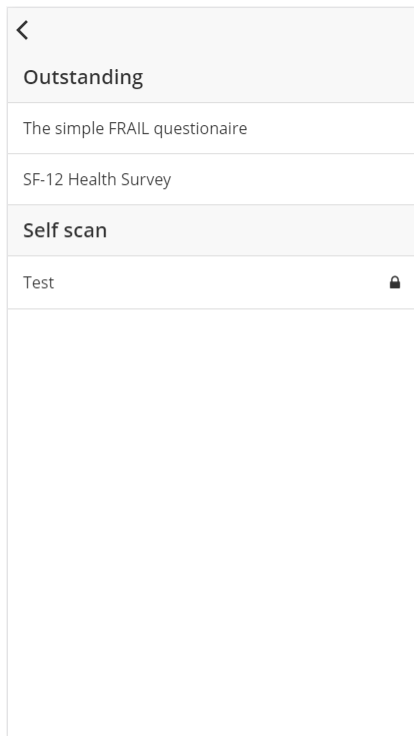 Outstanding
The simple FRAIL questionaire
SF-12 Health Survey
Self scan
Test